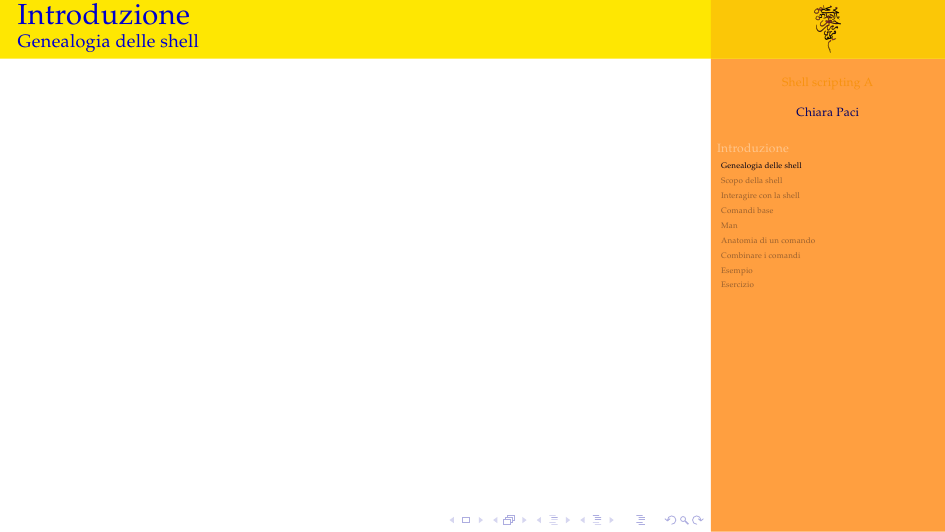 Introduzione
Genealogia delle shell
Shell scripting A
Chiara Paci
Introduzione
Genealogia delle shell
Scopo della shell
Interagire con la shell
Comandi base
Man
Anatomia di un comando
Combinare i comandi
Esempio
Esercizio